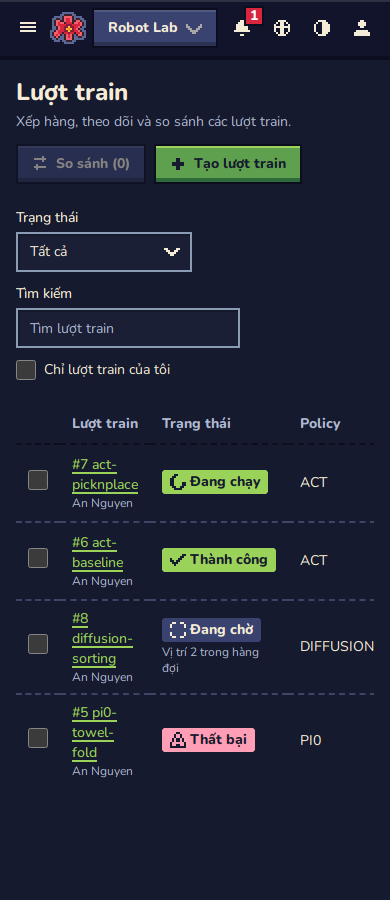 Robot Lab
1
Lượt train
Xếp hàng, theo dõi và so sánh các lượt train.
So sánh (0)
Tạo lượt train
Trạng thái
Tất cả
Tìm kiếm
Tìm lượt train
Chỉ lượt train của tôi
Lượt train Trạng thái Policy
#7 act-
picknplace
An Nguyen
Đang chạy
ACT
#6 act-
baseline
An Nguyen
Thành công
ACT
#8
diffusion-
sorting
An Nguyen
Đang chờ
Vị trí 2 trong hàng
đợi
DIFFUSION
#5 pi0-
towel-
fold
An Nguyen
Thất bại
PI0